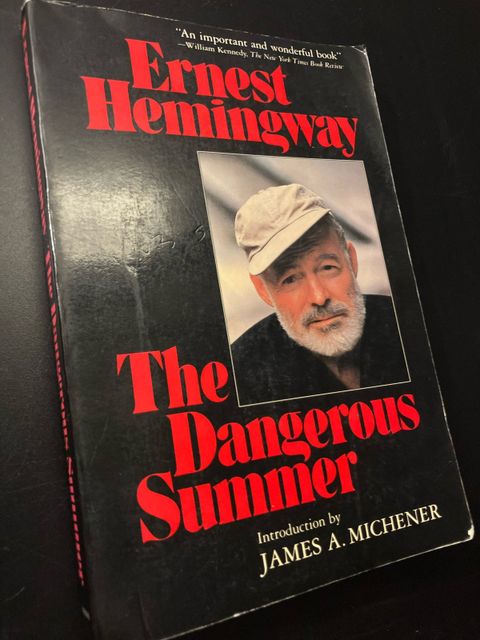 "An important and wonderful book"
—William Kennedy, The New York Times Book Review
Ernest
Hemingway
The
Dangerous
Summer
Introduction by
JAMES A. MICHENER